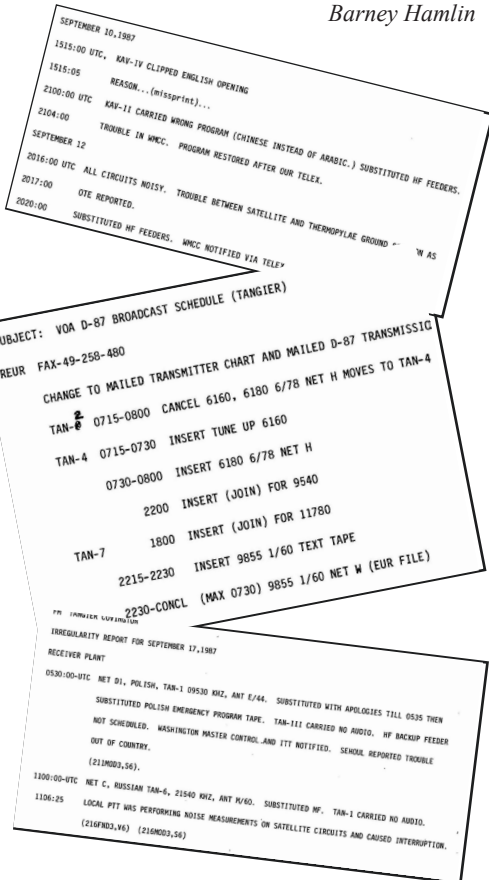 Barney Hamlin
SEPTEMBER 10,1987
1515:00 UTC, KAV-IV CLIPPED ENGLISH OPENING
1515:05 REASON...(missprint)...
2100:00 UTC KAV-II CARRIED WRONG PROGRAM (CHINESE INSTEAD OF ARABIC.) SUBSTITUTED HF FEEDERS.
2104:00 TROUBLE IN WMCC. PROGRAM RESTORED AFTER OUR TELEX.
SEPTEMBER 12
2016:00 UTC ALL CIRCUITS NOISY. TROUBLE BETWEEN SATELLITE AND THERMOPYLAE GROUND AS
2017:00 OTE REPORTED.
2020:00 SUBSTITUTED HF FEEDERS. WMCC NOTIFIED VIA TELEX
UBJECT: VOA D-87 BROADCAST SCHEDULE (TANGIER)
REUR FAX-49-258-480
CHANGE TO MAILED TRANSMITTER CHART AND MAILED D-87 TRANSMISSIO
TAN-2 0715-0800 CANCEL 6160, 6180 6/78 NET H MOVES TO TAN-4
TAN-4 0715-0730 INSERT TUNE UP 6160
0730-0800 INSERT 6180 6/78 NET H
2200 INSERT (JOIN) FOR 9540
TAN-7 1800 INSERT (JOIN) FOR 11780
2215-2230 INSERT 9855 1/60 TEXT TAPE
2230-CONCL (MAX 0730) 9855 1/60 NET W (EUR FILE)
FM TANGIER COVINGTON
IRREGULARITY REPORT FOR SEPTEMBER 17,1987
RECEIVER PLANT
0530:00-UTC NET D1, POLISH, TAN-1 09530 KHZ, ANT E/44. SUBSTITUTED WITH APOLOGIES TILL 0535 THEN
SUBSTITUTED POLISH EMERGENCY PROGRAM TAPE. TAN-III CARRIED NO AUDIO. HF BACKUP FEEDER
NOT SCHEDULED. WASHINGTON MASTER CONTROL AND ITT NOTIFIED. SEHOUL REPORTED TROUBLE
OUT OF COUNTRY.
(211MOD3,S6).
1100:00-UTC NET C, RUSSIAN TAN-6, 21540 KHZ, ANT M/60. SUBSTITUTED MF. TAN-1 CARRIED NO AUDIO.
1106:25 LOCAL PTT WAS PERFORMING NOISE MEASUREMENTS ON SATELLITE CIRCUITS AND CAUSED INTERRUPTION.
(216FND3,V6) (216MOD3,S6)